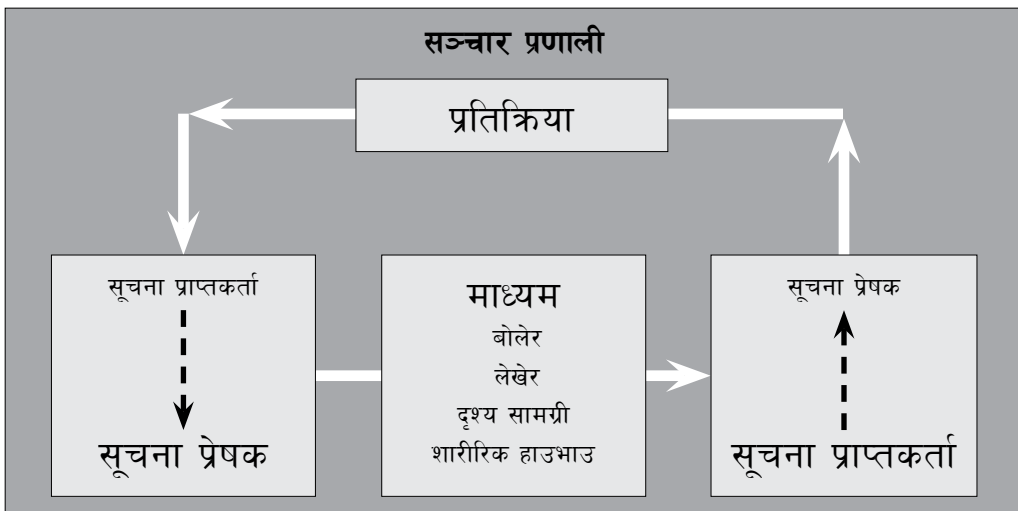 सञ्चार प्रणाली
प्रतिक्रिया
सूचना प्राप्तकर्ता
सूचना प्रेषक
माध्यम
बोलेर
लेखेर
दृश्य सामग्री
शारीरिक हाउभाउ
सूचना प्रेषक
सूचना प्राप्तकर्ता